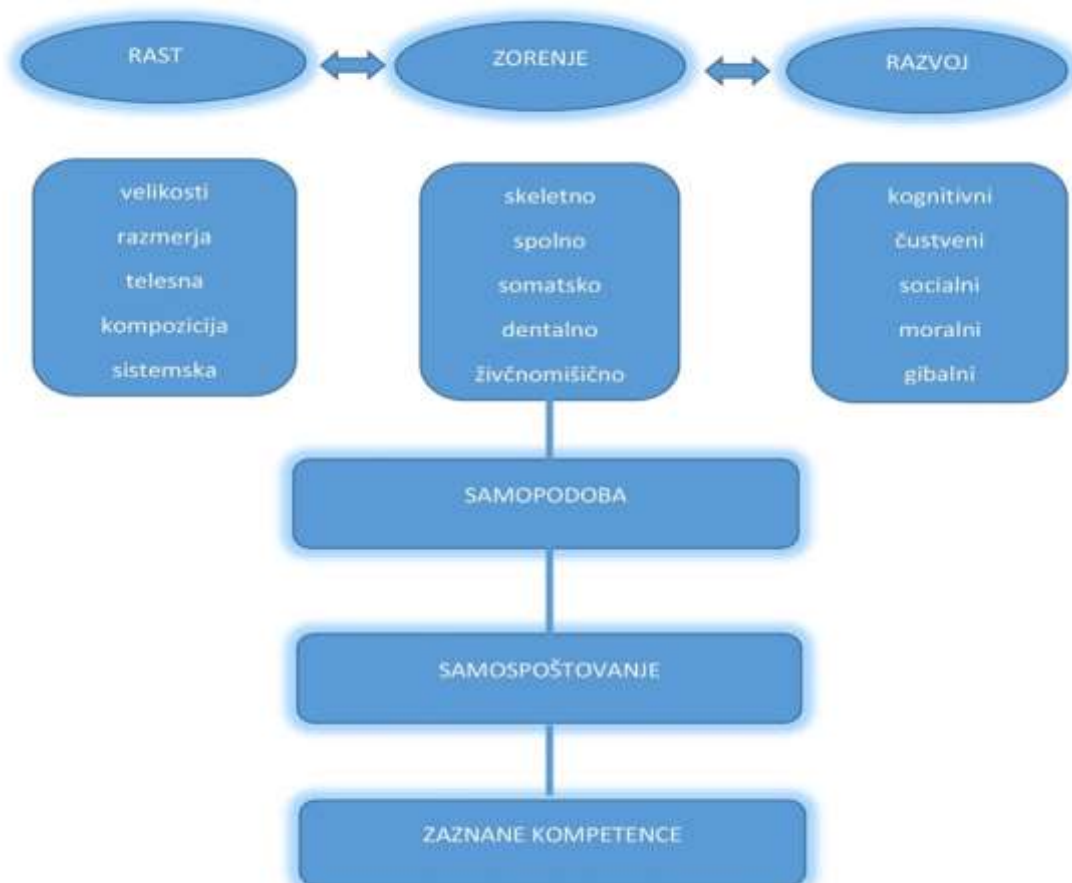 RAST
ZORENJE
RAZVOJ
velikosti
razmerja
telesna
kompozicija
sistemska
skeletno
spolno
somatsko
dentalno
živčnomišično
kognitivni
čustveni
socialni
moralni
gibalni
SAMOPODOBA
SAMOSPOŠTOVANJE
ZAZNANE KOMPETENCE